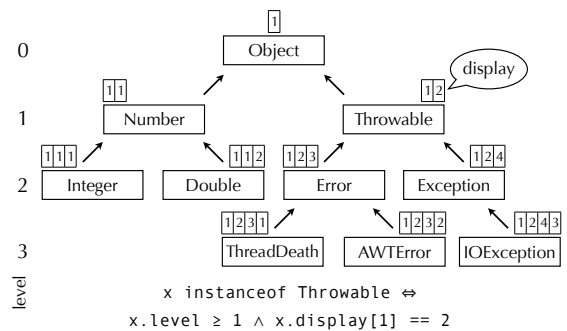 1
0
Object
display
1 1
1 2
1
Number
Throwable
1 1 1
1 1 2
1 2 3
1 2 4
2
Integer
Double
Error
Exception
1 2 3 1
1 2 3 2
1 2 4 3
3
ThreadDeath
AWTError
IOException
level
x instanceof Throwable ⇔
x.level ≥ 1 ∧ x.display[1] == 2